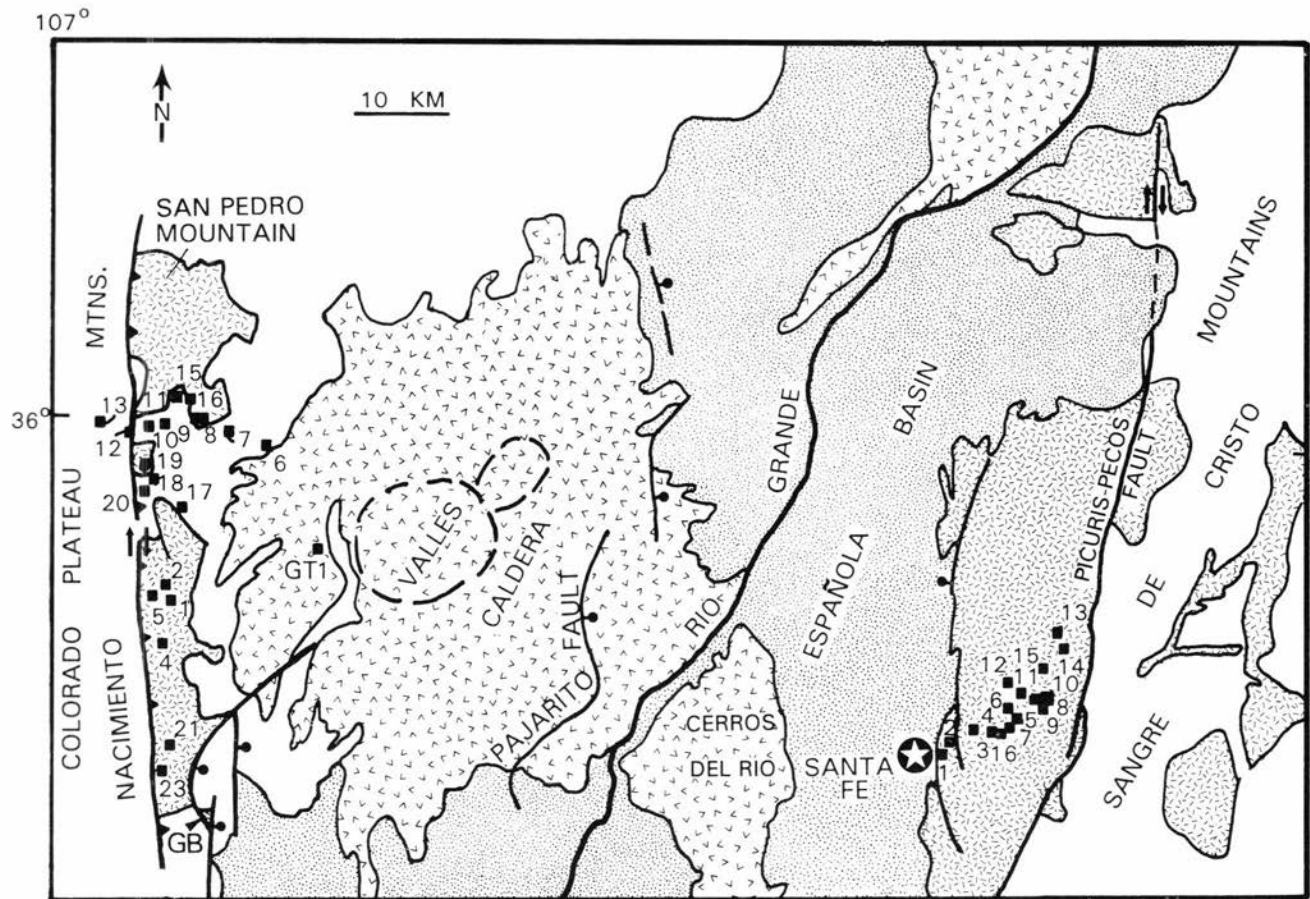 107°
N
10 KM
SAN PEDRO
MOUNTAIN
MTNS.
36°
13
15
11
16
12
10
9
8
7
6
19
18
20
17
2
5
1
4
21
23
GB
GT1
COLORADO PLATEAU
NACIMIENTO
VALLES
CALDERA
PAJARITO FAULT
RIO GRANDE
ESPAÑOLA BASIN
CERROS
DEL RIO
SANTA
FE
PICURIS-PECOS
FAULT
SANGRE DE CRISTO MOUNTAINS
13
14
15
12
11
10
6
8
5
9
4
7
3
16
2
1